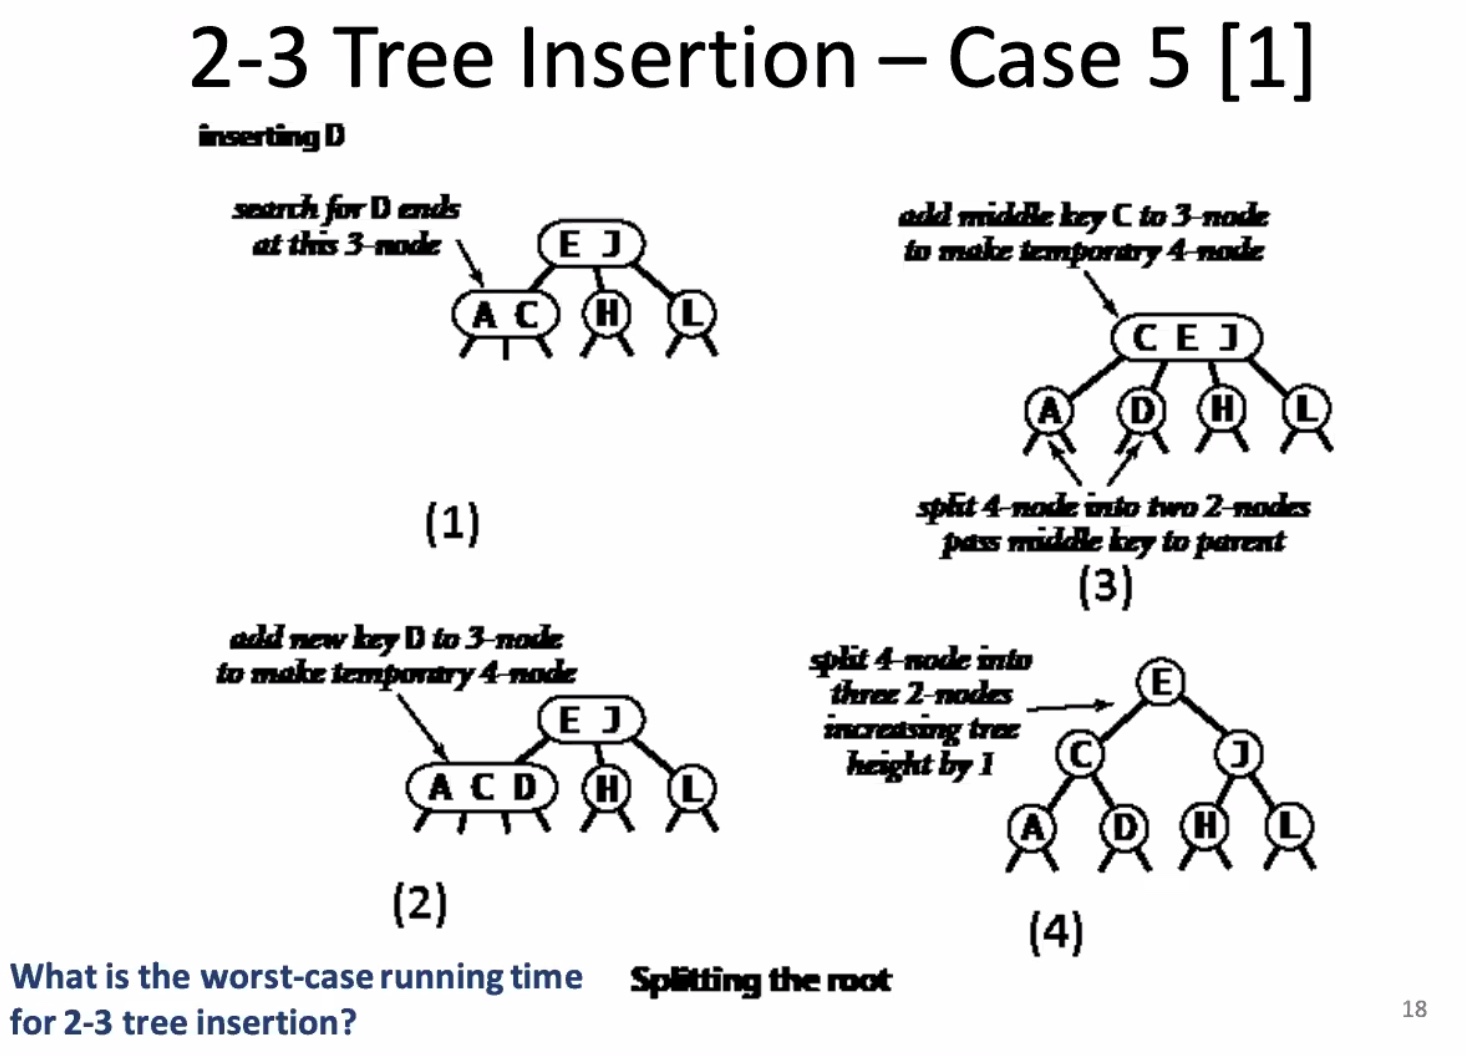 2-3 Tree Insertion – Case 5 [1]
inserting D
search for D ends
at this 3-node
E J
A C H L
(1)
add new key D to 3-node
to make temporary 4-node
E J
A C D H L
(2)
add middle key C to 3-node
to make temporary 4-node
C E J
A D H L
split 4-node into two 2-nodes
pass middle key to parent
(3)
split 4-node into
three 2-nodes
increasing tree
height by 1
E
C J
A D H L
(4)
What is the worst-case running time
for 2-3 tree insertion?
Splitting the root
18